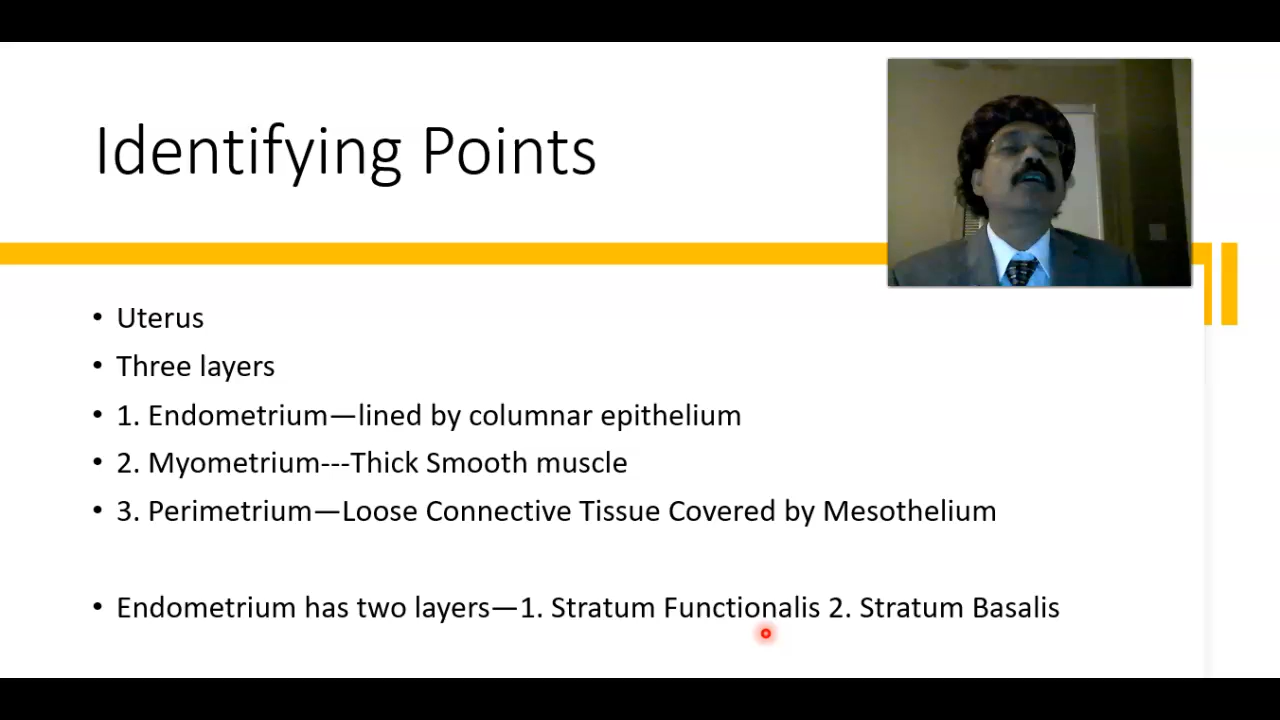 Identifying Points
• Uterus
• Three layers
• 1. Endometrium—lined by columnar epithelium
• 2. Myometrium---Thick Smooth muscle
• 3. Perimetrium—Loose Connective Tissue Covered by Mesothelium
• Endometrium has two layers—1. Stratum Functionalis 2. Stratum Basalis